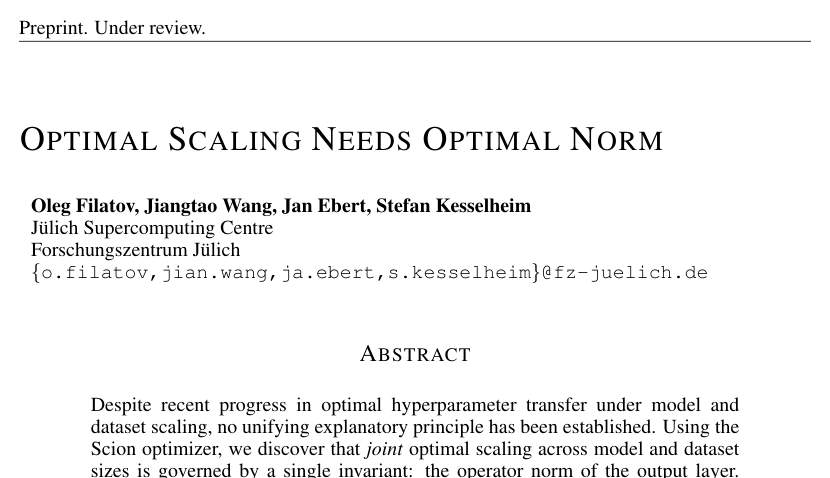 Preprint. Under review.
OPTIMAL SCALING NEEDS OPTIMAL NORM
Oleg Filatov, Jiangtao Wang, Jan Ebert, Stefan Kesselheim
Jülich Supercomputing Centre
Forschungszentrum Jülich
{o.filatov,jian.wang,ja.ebert,s.kesselheim}@fz-juelich.de
ABSTRACT
Despite recent progress in optimal hyperparameter transfer under model and
dataset scaling, no unifying explanatory principle has been established. Using the
Scion optimizer, we discover that joint optimal scaling across model and dataset
sizes is governed by a single invariant: the operator norm of the output layer.